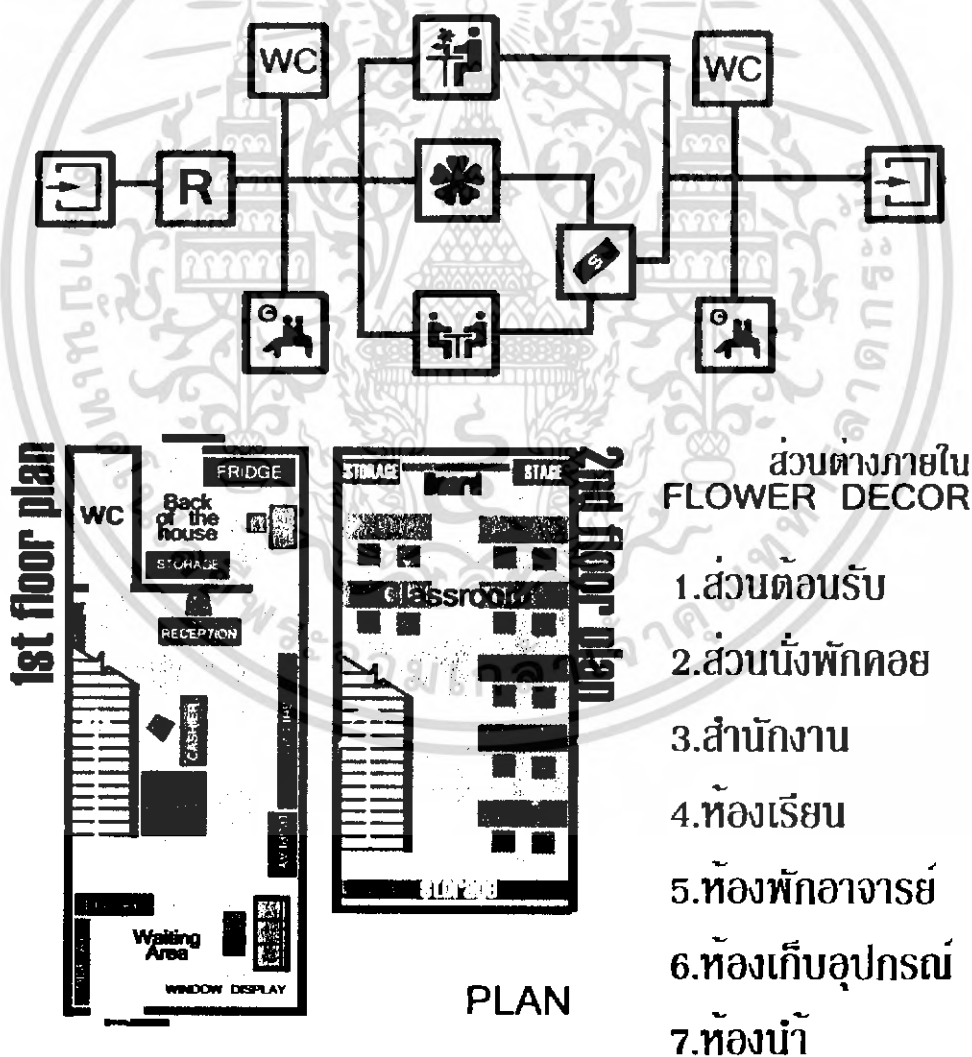 WC
WC
R
S
1st floor plan
FRIDGE
WC
Back
of the
house
STORAGE
RECEPTION
CASHIER
Waiting
Area
WINDOW DISPLAY
2nd floor plan
STORAGE
Board
STAGE
Classroom
STORAGE
PLAN
ส่วนต่างภายใน
FLOWER DECOR
1.ส่วนต้อนรับ
2.ส่วนนั่งพักคอย
3.สำนักงาน
4.ห้องเรียน
5.ห้องพักอาจารย์
6.ห้องเก็บอุปกรณ์
7.ห้องน้ำ